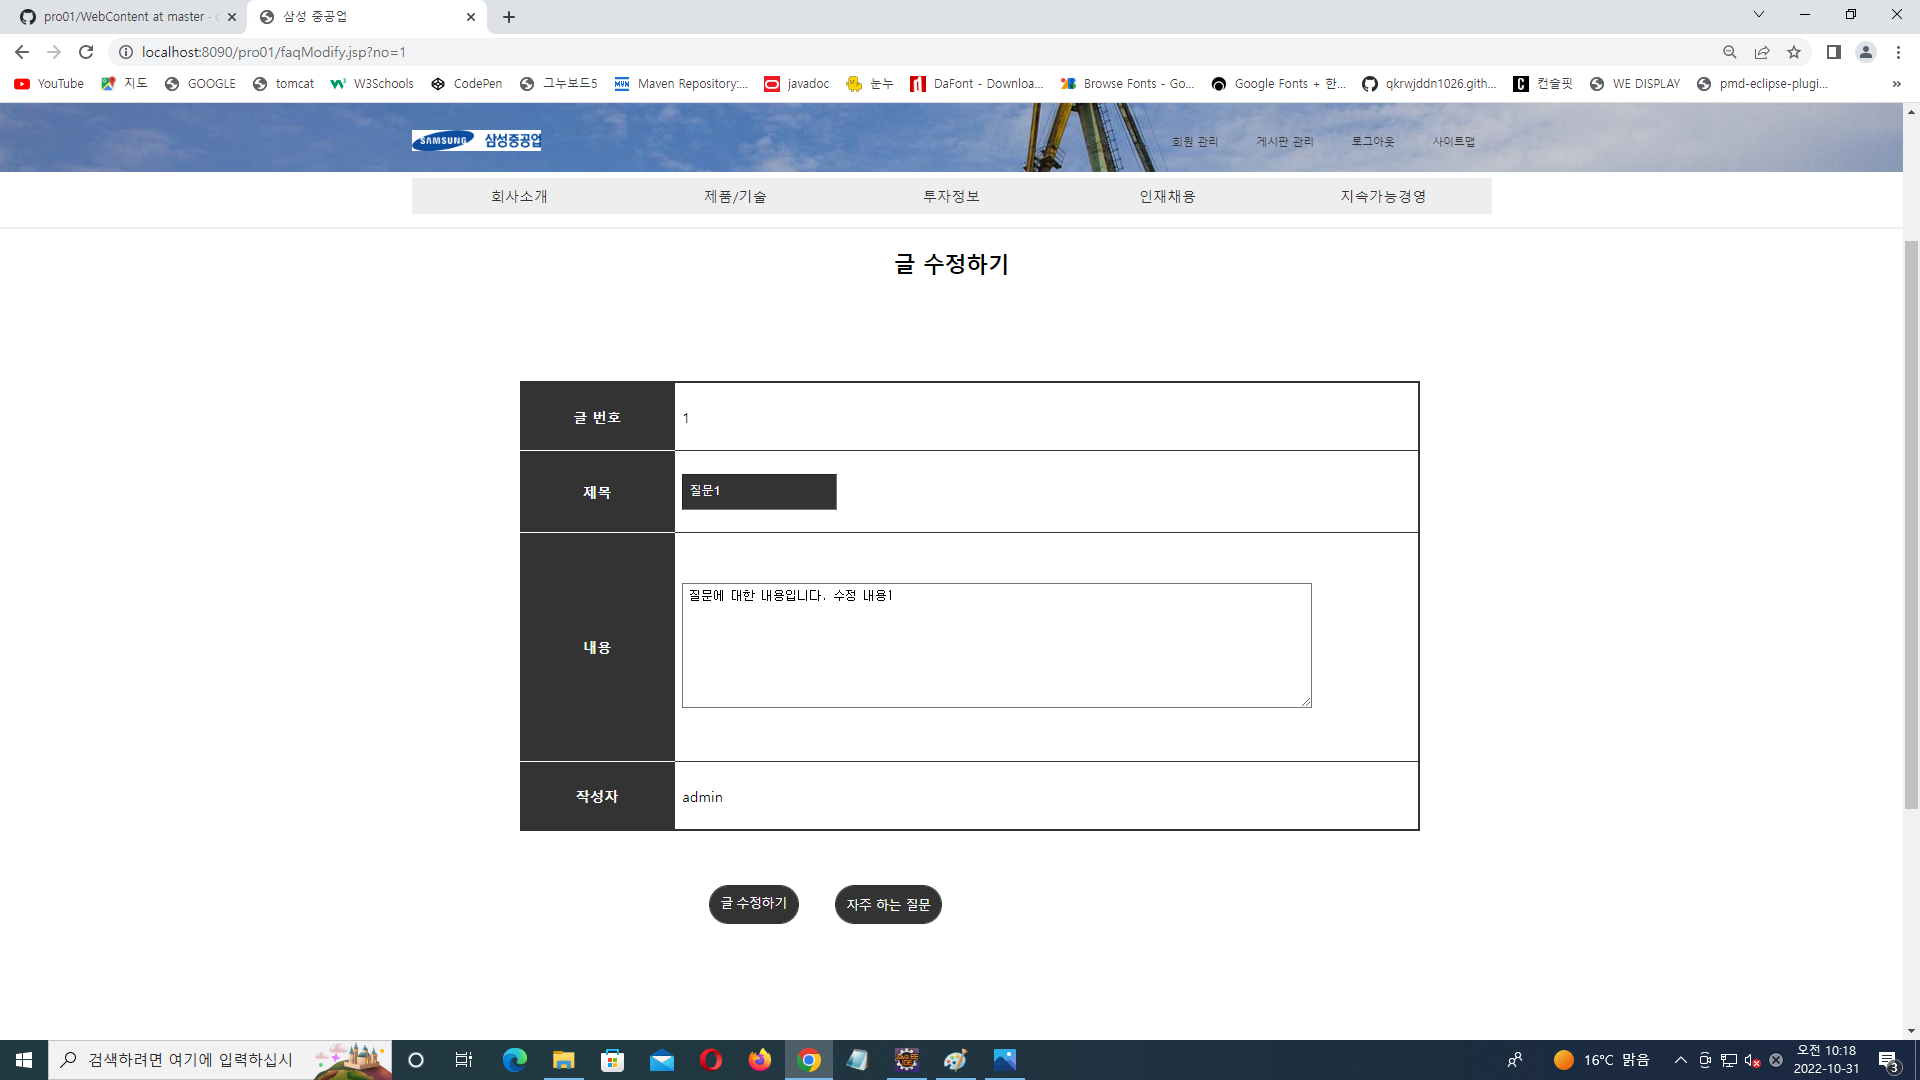 pro01/WebContent at master ·
삼성 중공업
localhost:8090/pro01/faqModify.jsp?no=1
YouTube 지도 GOOGLE tomcat W3Schools CodePen 그누보드5 Maven Repository:... javadoc 눈누 DaFont - Downloa... Browse Fonts - Go... Google Fonts + 한... qkrwjddn1026.gith... 컨슬핏 WE DISPLAY pmd-eclipse-plugi... »
SAMSUNG 삼성중공업
회원 관리 게시판 관리 로그아웃 사이트맵
회사소개 제품/기술 투자정보 인재채용 지속가능경영
글 수정하기
글 번호 1
제목 질문1
내용 질문에 대한 내용입니다. 수정 내용1
작성자 admin
글 수정하기 자주 하는 질문
검색하려면 여기에 입력하십시
16°C 맑음
오전 10:18
2022-10-31
3